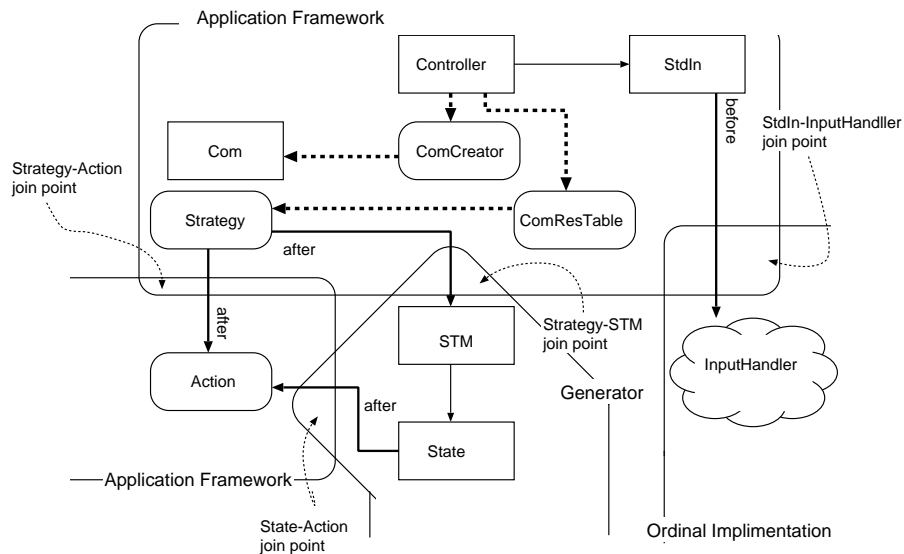 Application Framework
Controller
StdIn
before
StdIn-InputHandller
join point
Com
ComCreator
Strategy-Action
join point
Strategy
ComResTable
after
after
Strategy-STM
join point
STM
InputHandler
Action
after
Generator
State
Application Framework
State-Action
join point
Ordinal Implimentation